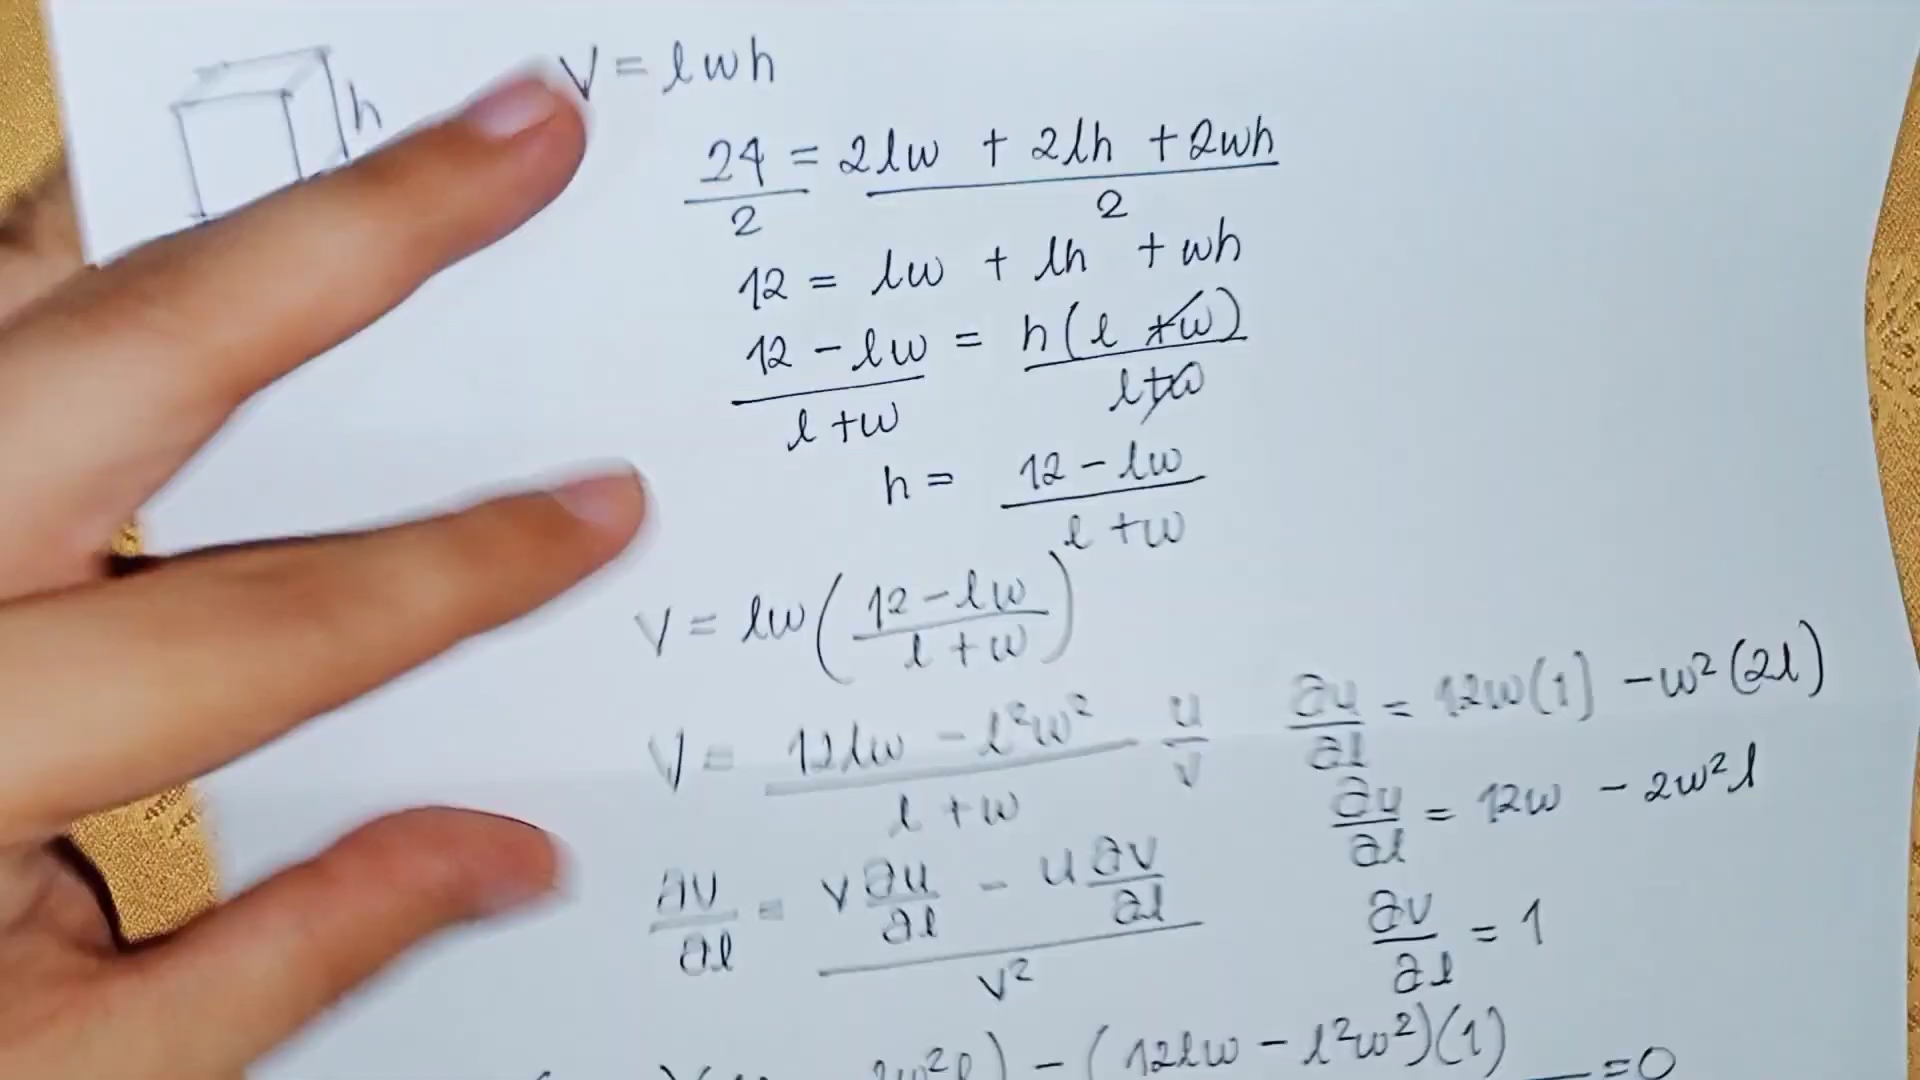 h
V = lwh
24/2 = (2lw + 2lh + 2wh)/2
12 = lw + lh + wh
(12 - lw)/(l+w) = h(l+w)/(l+w)
h = (12 - lw)/(l+w)
V = lw((12 - lw)/(l+w))
V = (12lw - l²w²)/(l+w) u/v
∂u/∂l = 12w(1) - w²(2l)
∂u/∂l = 12w - 2w²l
∂V/∂l = (v ∂u/∂l - u ∂v/∂l)/v²
∂v/∂l = 1
w²l) - (12lw - l²w²)(1) = 0